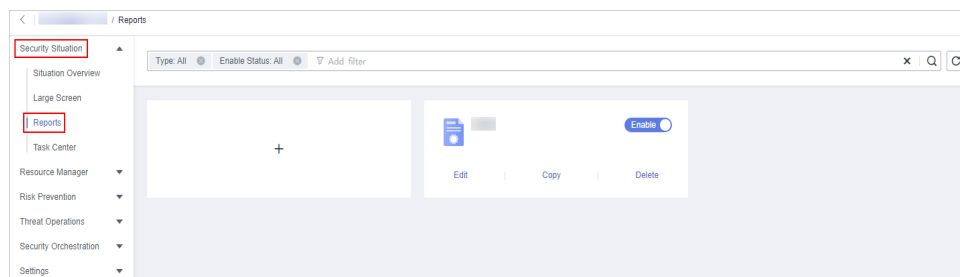 / Reports
Security Situation
Situation Overview
Large Screen
Reports
Task Center
Resource Manager
Risk Prevention
Threat Operations
Security Orchestration
Settings
Type: All
Enable Status: All
Add filter
Enable
Edit
Copy
Delete